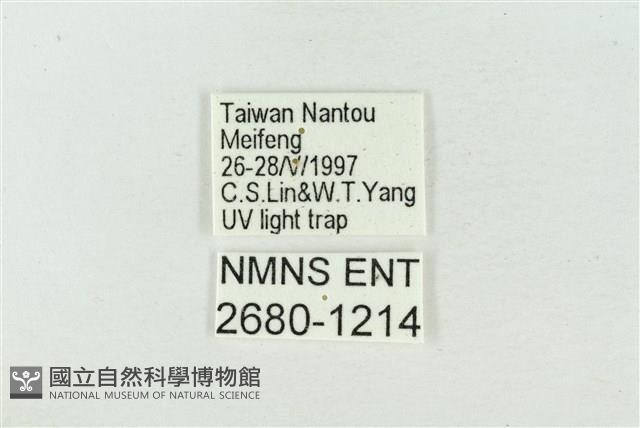 Taiwan Nantou
Meifeng
26-28/V/1997
C.S.Lin&W.T.Yang
UV light trap
NMNS ENT
2680-1214
國立自然科學博物館
NATIONAL MUSEUM OF NATURAL SCIENCE